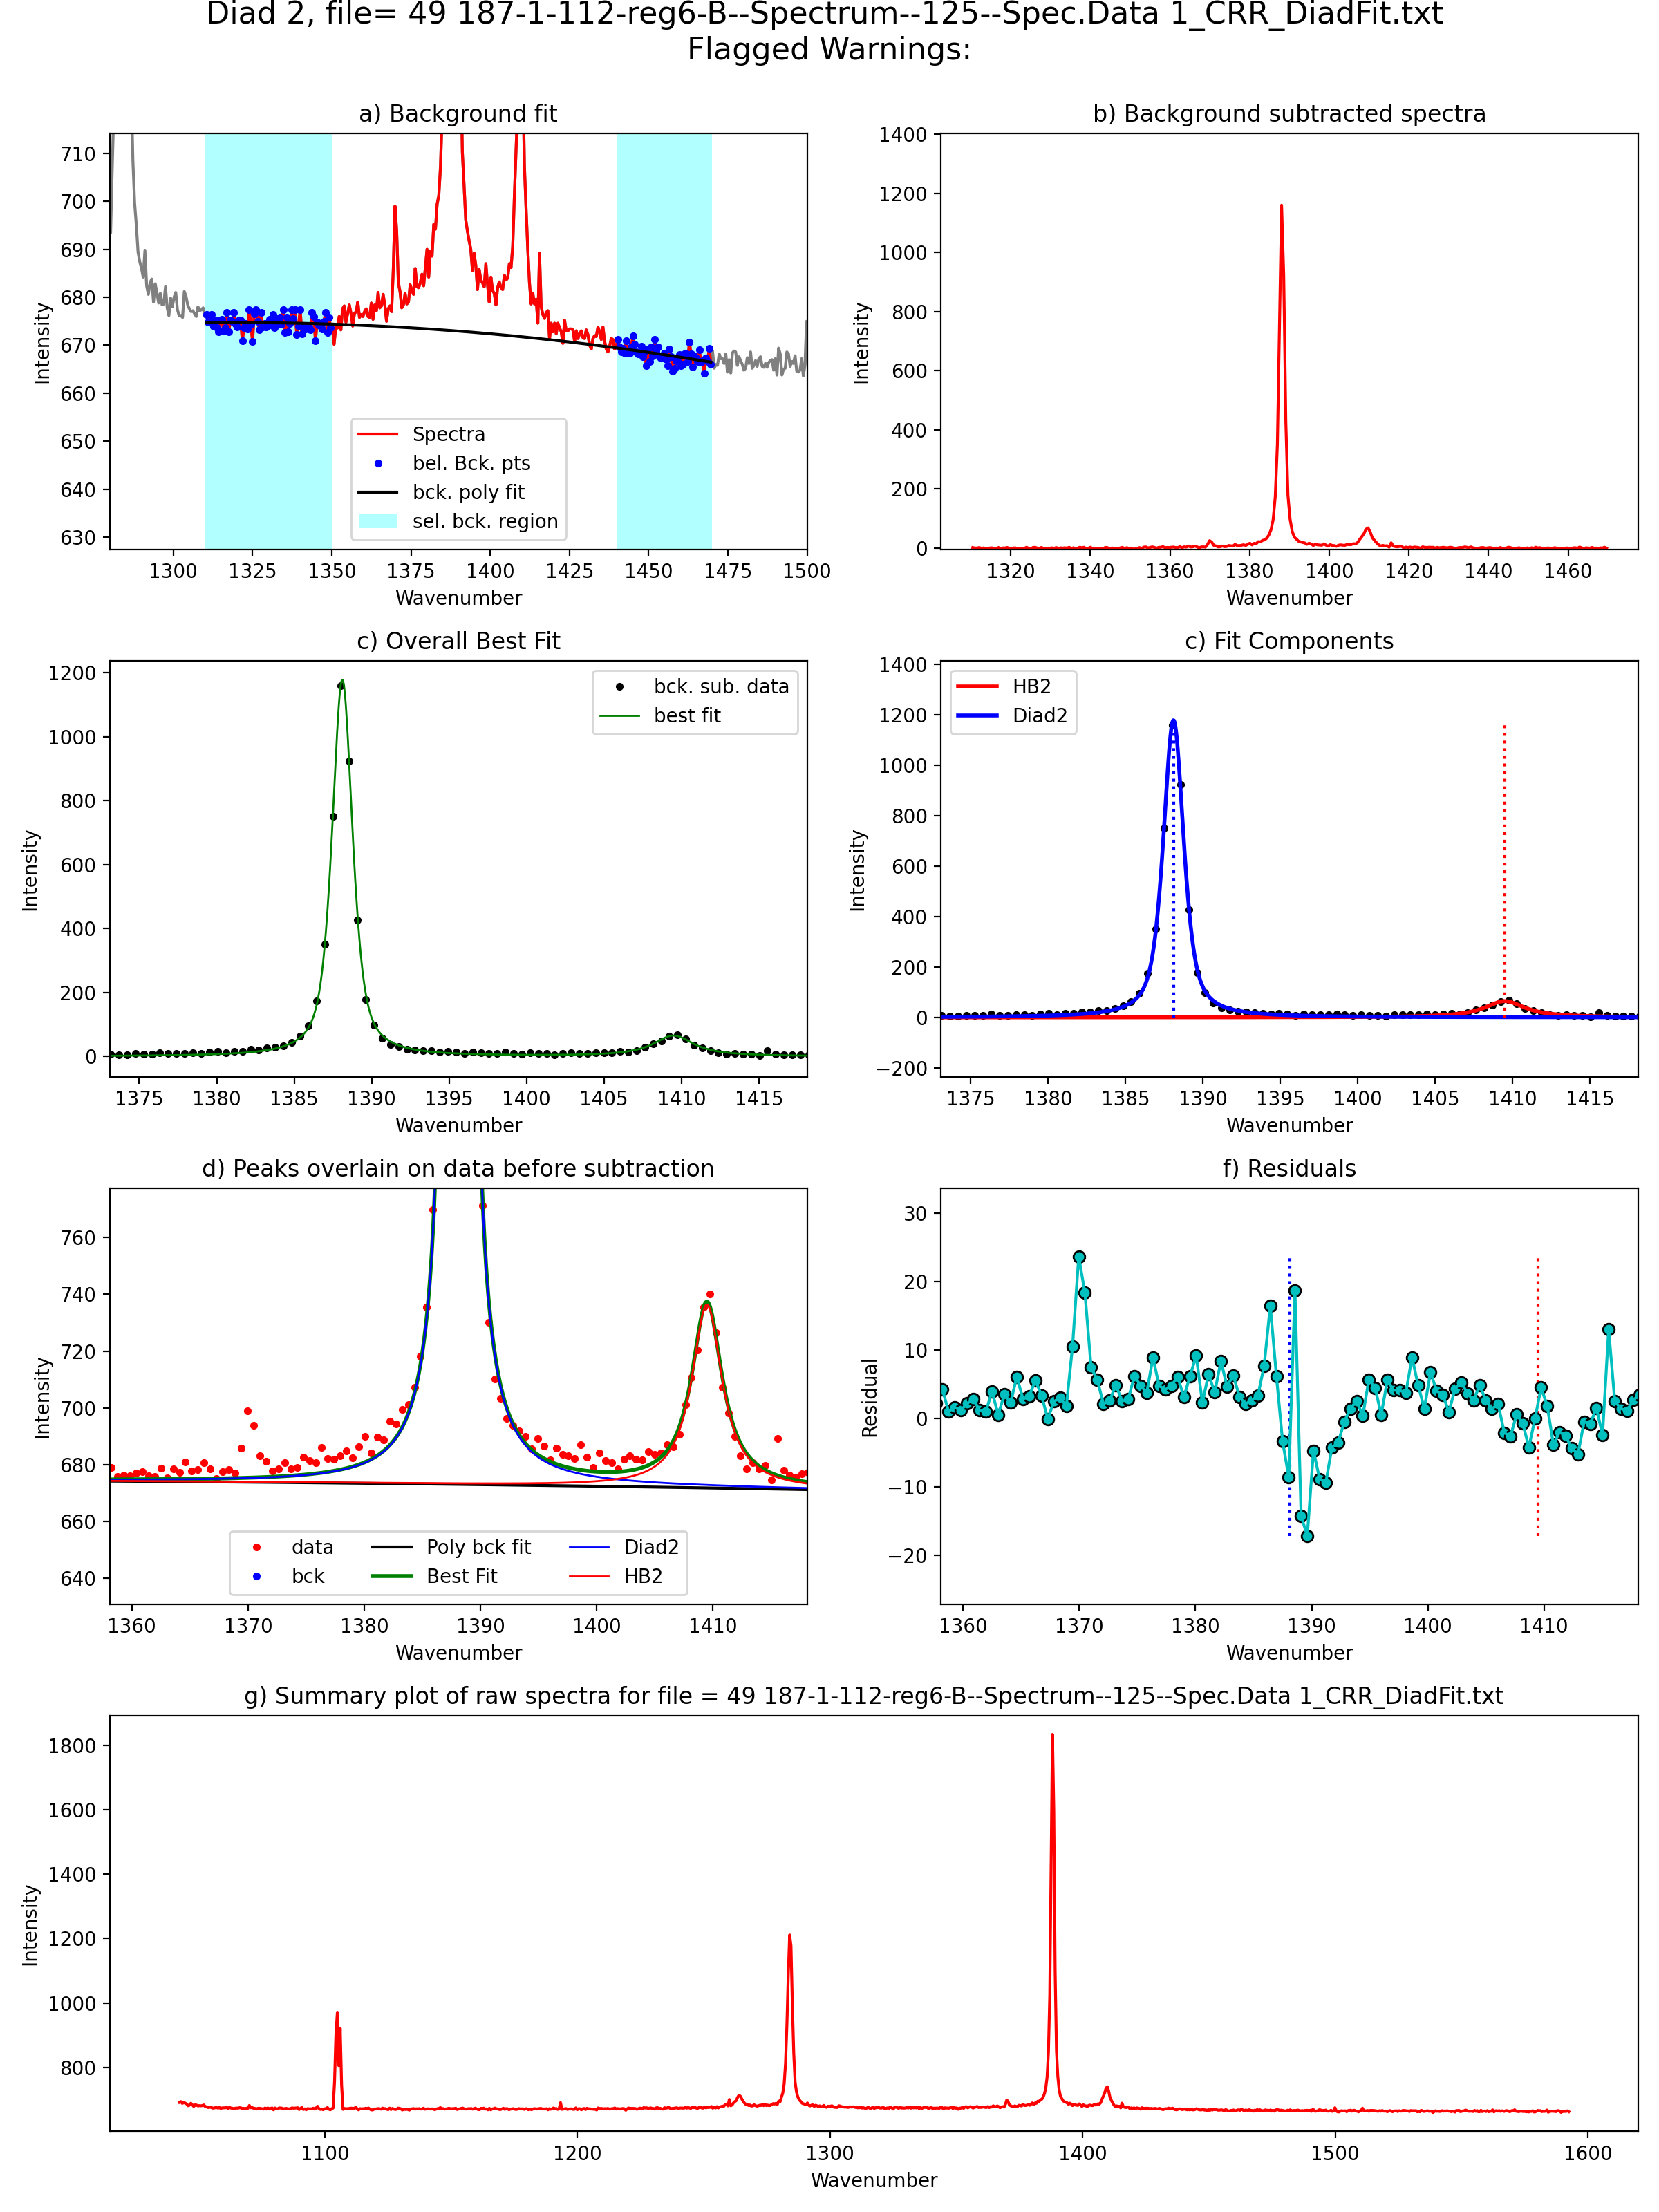 Diad 2, file= 49 187-1-112-reg6-B--Spectrum--125--Spec.Data 1_CRR_DiadFit.txt
Flagged Warnings:
a) Background fit
710
700
690
680
670
660
650
640
630
Intensity
Spectra
bel. Bck. pts
bck. poly fit
sel. bck. region
1300 1325 1350 1375 1400 1425 1450 1475 1500
Wavenumber
b) Background subtracted spectra
1400
1200
1000
800
600
400
200
0
Intensity
1320 1340 1360 1380 1400 1420 1440 1460
Wavenumber
c) Overall Best Fit
1200
1000
800
600
400
200
0
Intensity
bck. sub. data
best fit
1375 1380 1385 1390 1395 1400 1405 1410 1415
Wavenumber
c) Fit Components
1400
1200
1000
800
600
400
200
0
−200
Intensity
HB2
Diad2
1375 1380 1385 1390 1395 1400 1405 1410 1415
Wavenumber
d) Peaks overlain on data before subtraction
760
740
720
700
680
660
640
Intensity
data
bck
Poly bck fit
Best Fit
Diad2
HB2
1360 1370 1380 1390 1400 1410
Wavenumber
f) Residuals
30
20
10
0
−10
−20
Residual
1360 1370 1380 1390 1400 1410
Wavenumber
g) Summary plot of raw spectra for file = 49 187-1-112-reg6-B--Spectrum--125--Spec.Data 1_CRR_DiadFit.txt
1800
1600
1400
1200
1000
800
Intensity
1100 1200 1300 1400 1500 1600
Wavenumber